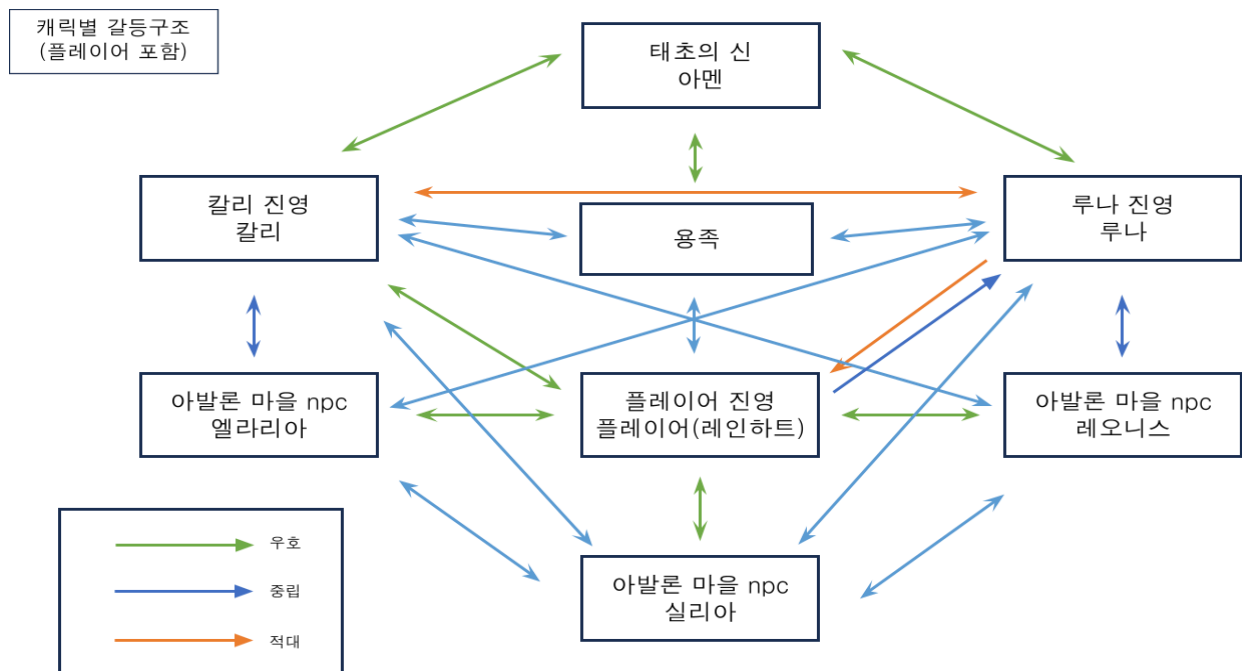 캐릭별 갈등구조
(플레이어 포함)
태초의 신
아멘
칼리 진영
칼리
용족
루나 진영
루나
아발론 마을 npc
엘라리아
플레이어 진영
플레이어(레인하트)
아발론 마을 npc
레오니스
아발론 마을 npc
실리아
우호
중립
적대